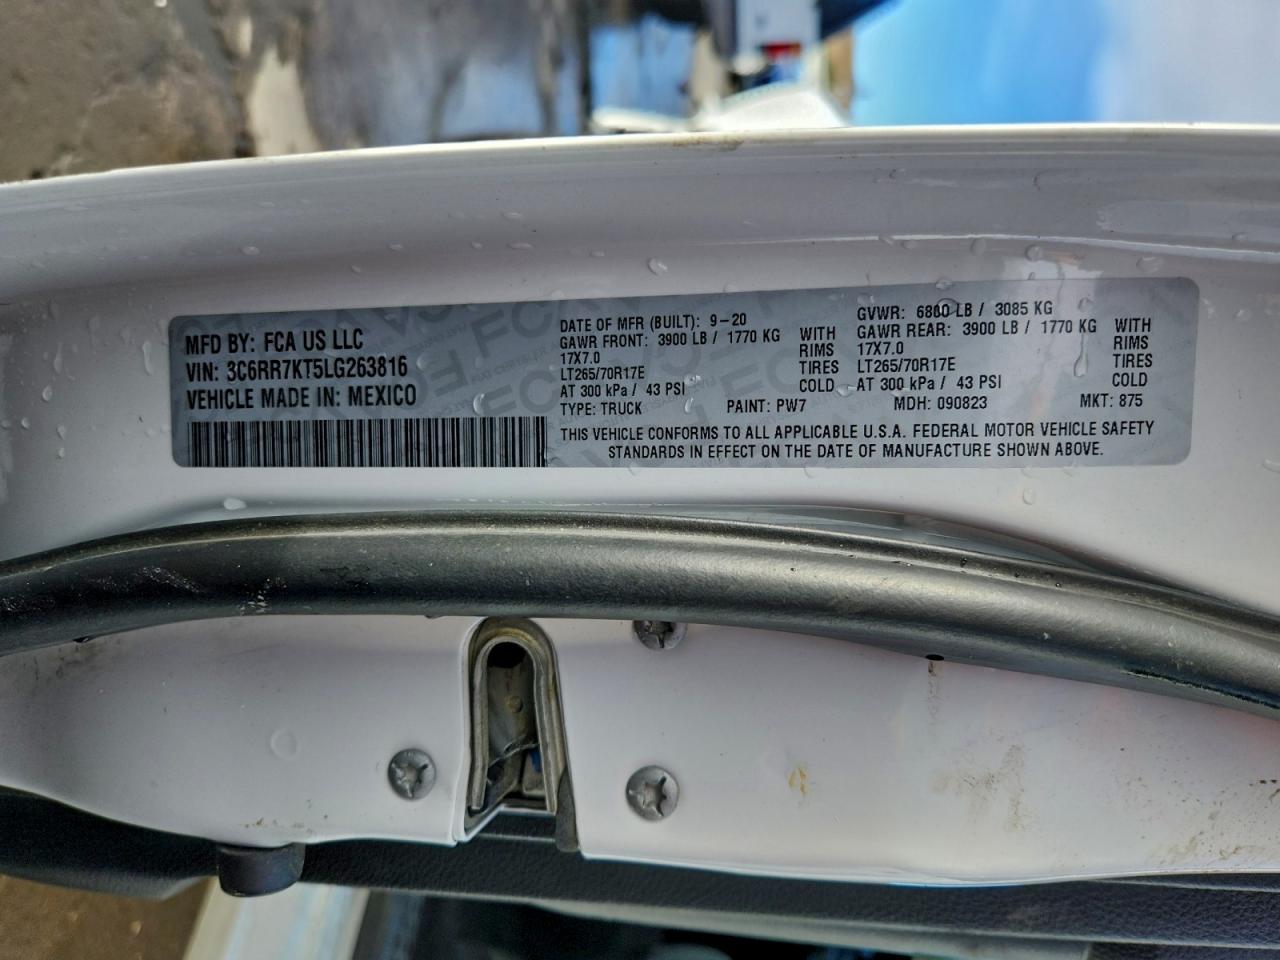 MFD BY: FCA US LLC
VIN: 3C6RR7KT5LG263816
VEHICLE MADE IN: MEXICO
DATE OF MFR (BUILT): 9-20
GAWR FRONT: 3900 LB / 1770 KG WITH
17X7.0 RIMS
LT265/70R17E TIRES
AT 300 kPa / 43 PSI COLD
GVWR: 6800 LB / 3085 KG
GAWR REAR: 3900 LB / 1770 KG WITH
17X7.0 RIMS
LT265/70R17E TIRES
AT 300 kPa / 43 PSI COLD
TYPE: TRUCK PAINT: PW7 MDH: 090823 MKT: 875
THIS VEHICLE CONFORMS TO ALL APPLICABLE U.S.A. FEDERAL MOTOR VEHICLE SAFETY
STANDARDS IN EFFECT ON THE DATE OF MANUFACTURE SHOWN ABOVE.